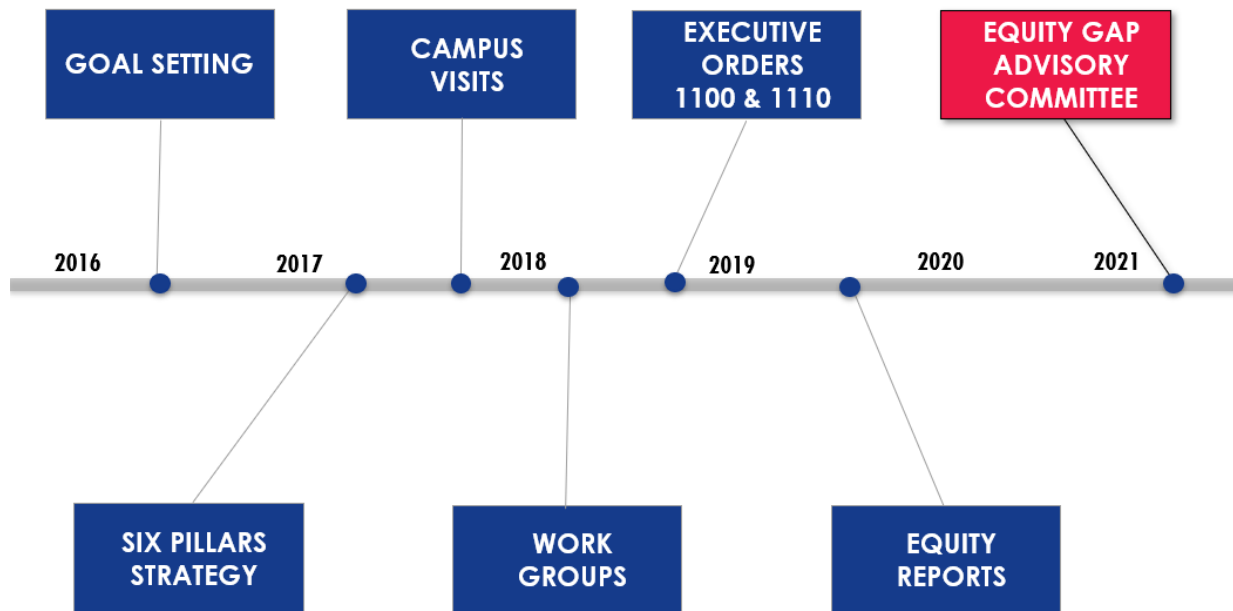 GOAL SETTING
CAMPUS
VISITS
EXECUTIVE
ORDERS
1100 & 1110
EQUITY GAP
ADVISORY
COMMITTEE
2016
2017
2018
2019
2020
2021
SIX PILLARS
STRATEGY
WORK
GROUPS
EQUITY
REPORTS